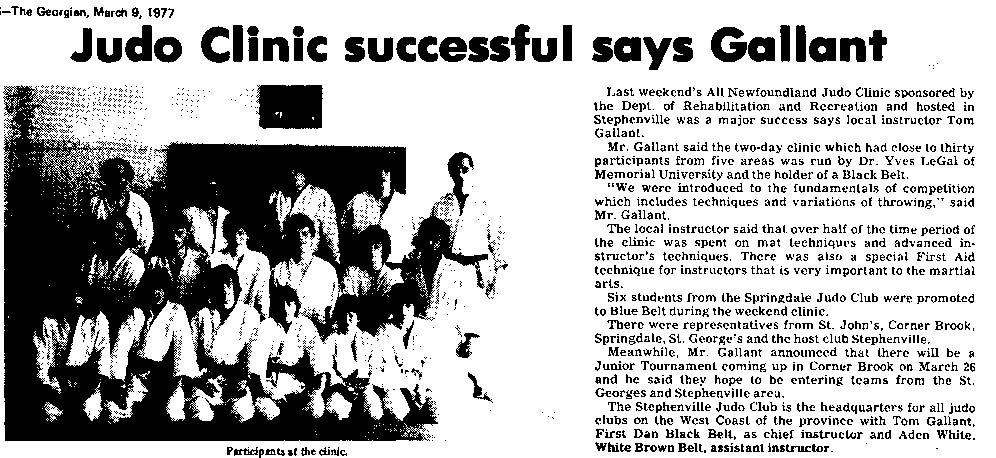 –The Georgian, March 9, 1977
Judo Clinic successful says Gallant
Last weekend's All Newfoundland Judo Clinic sponsored by
the Dept. of Rehabilitation and Recreation and hosted in
Stephenville was a major success says local instructor Tom
Gallant.
Mr. Gallant said the two-day clinic which had close to thirty
participants from five areas was run by Dr. Yves LeGal of
Memorial University and the holder of a Black Belt.
"We were introduced to the fundamentals of competition
which includes techniques and variations of throwing," said
Mr. Gallant.
The local instructor said that over half of the time period of
the clinic was spent on mat techniques and advanced in-
structor's techniques. There was also a special First Aid
technique for instructors that is very important to the martial
arts.
Six students from the Springdale Judo Club were promoted
to Blue Belt during the weekend clinic.
There were representatives from St. John's, Corner Brook,
Springdale, St. George's and the host club Stephenville.
Meanwhile, Mr. Gallant announced that there will be a
Junior Tournament coming up in Corner Brook on March 26
and he said they hope to be entering teams from the St.
Georges and Stephenville area.
The Stephenville Judo Club is the headquarters for all judo
clubs on the West Coast of the province with Tom Gallant,
First Dan Black Belt, as chief instructor and Aden White,
White Brown Belt, assistant instructor.
Participants at the clinic.